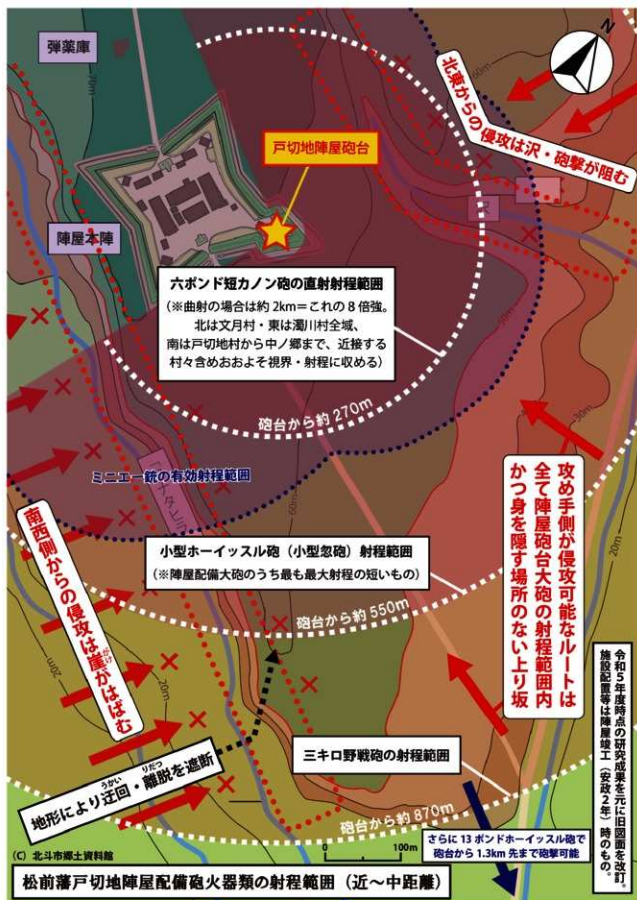 弾薬庫
N
北東からの侵攻は沢・砲撃が阻む
戸切地陣屋砲台
陣屋本陣
六ポンド短カノン砲の直射射程範囲
(※曲射の場合は約2km=これの8倍強。
北は文月村・東は濁川村全域、
南は戸切地村から中ノ郷まで、近接する
村々含めおおよそ視界・射程に収める)
砲台から約270m
ミニエー銃の有効射程範囲
小型ホーイッスル砲(小型忽砲)射程範囲
(※陣屋配備大砲のうち最も最大射程の短いもの)
砲台から約550m
南西側からの侵攻は崖がはばむ
がけ
攻め手側が侵攻可能なルートは
全て陣屋砲台大砲の射程範囲内
かつ身を隠す場所のない上り坂
地形により迂回・離脱を遮断
うかい
りだつ
三キロ野戦砲の射程範囲
砲台から約870m
さらに13ポンドホーイッスル砲で
砲台から1.3km先まで砲撃可能
令和5年度時点の研究成果を元に旧図面を改訂。
施設配置等は陣屋竣工(安政2年)時のもの。
70m
60m
50m
30m
20m
20m
(C) 北斗市郷土資料館
0
100m
松前藩戸切地陣屋配備砲火器類の射程範囲(近~中距離)